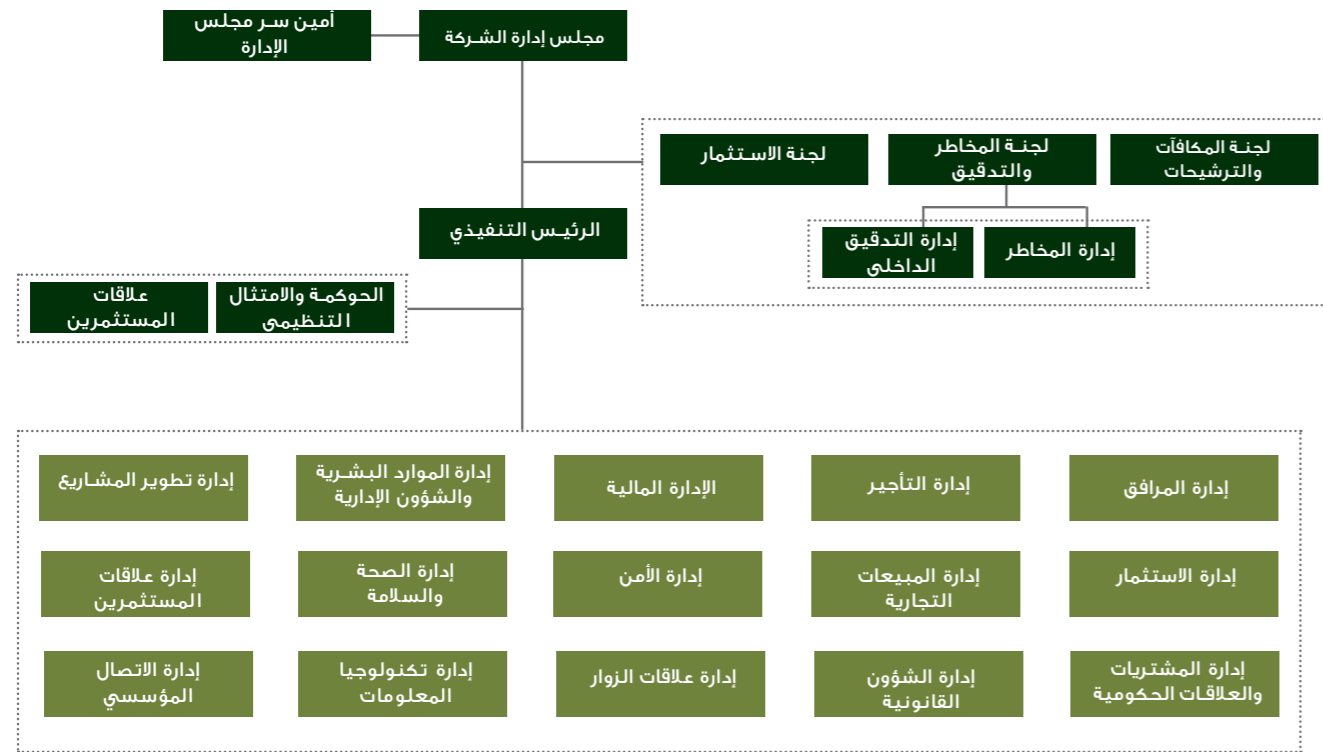 مجلس إدارة الشركة
أمين سر مجلس
الإدارة
لجنة المكافآت
والترشيحات
لجنة المخاطر
والتدقيق
لجنة الاستثمار
إدارة المخاطر
إدارة التدقيق
الداخلي
الرئيس التنفيذي
الحوكمة والامتثال
التنظيمي
علاقات
المستثمرين
إدارة المرافق
إدارة التأجير
الإدارة المالية
إدارة الموارد البشرية
والشؤون الإدارية
إدارة تطوير المشاريع
إدارة الاستثمار
إدارة المبيعات
التجارية
إدارة الأمن
إدارة الصحة
والسلامة
إدارة علاقات
المستثمرين
إدارة المشتريات
والعلاقات الحكومية
إدارة الشؤون
القانونية
إدارة علاقات الزوار
إدارة تكنولوجيا
المعلومات
إدارة الاتصال
المؤسسي